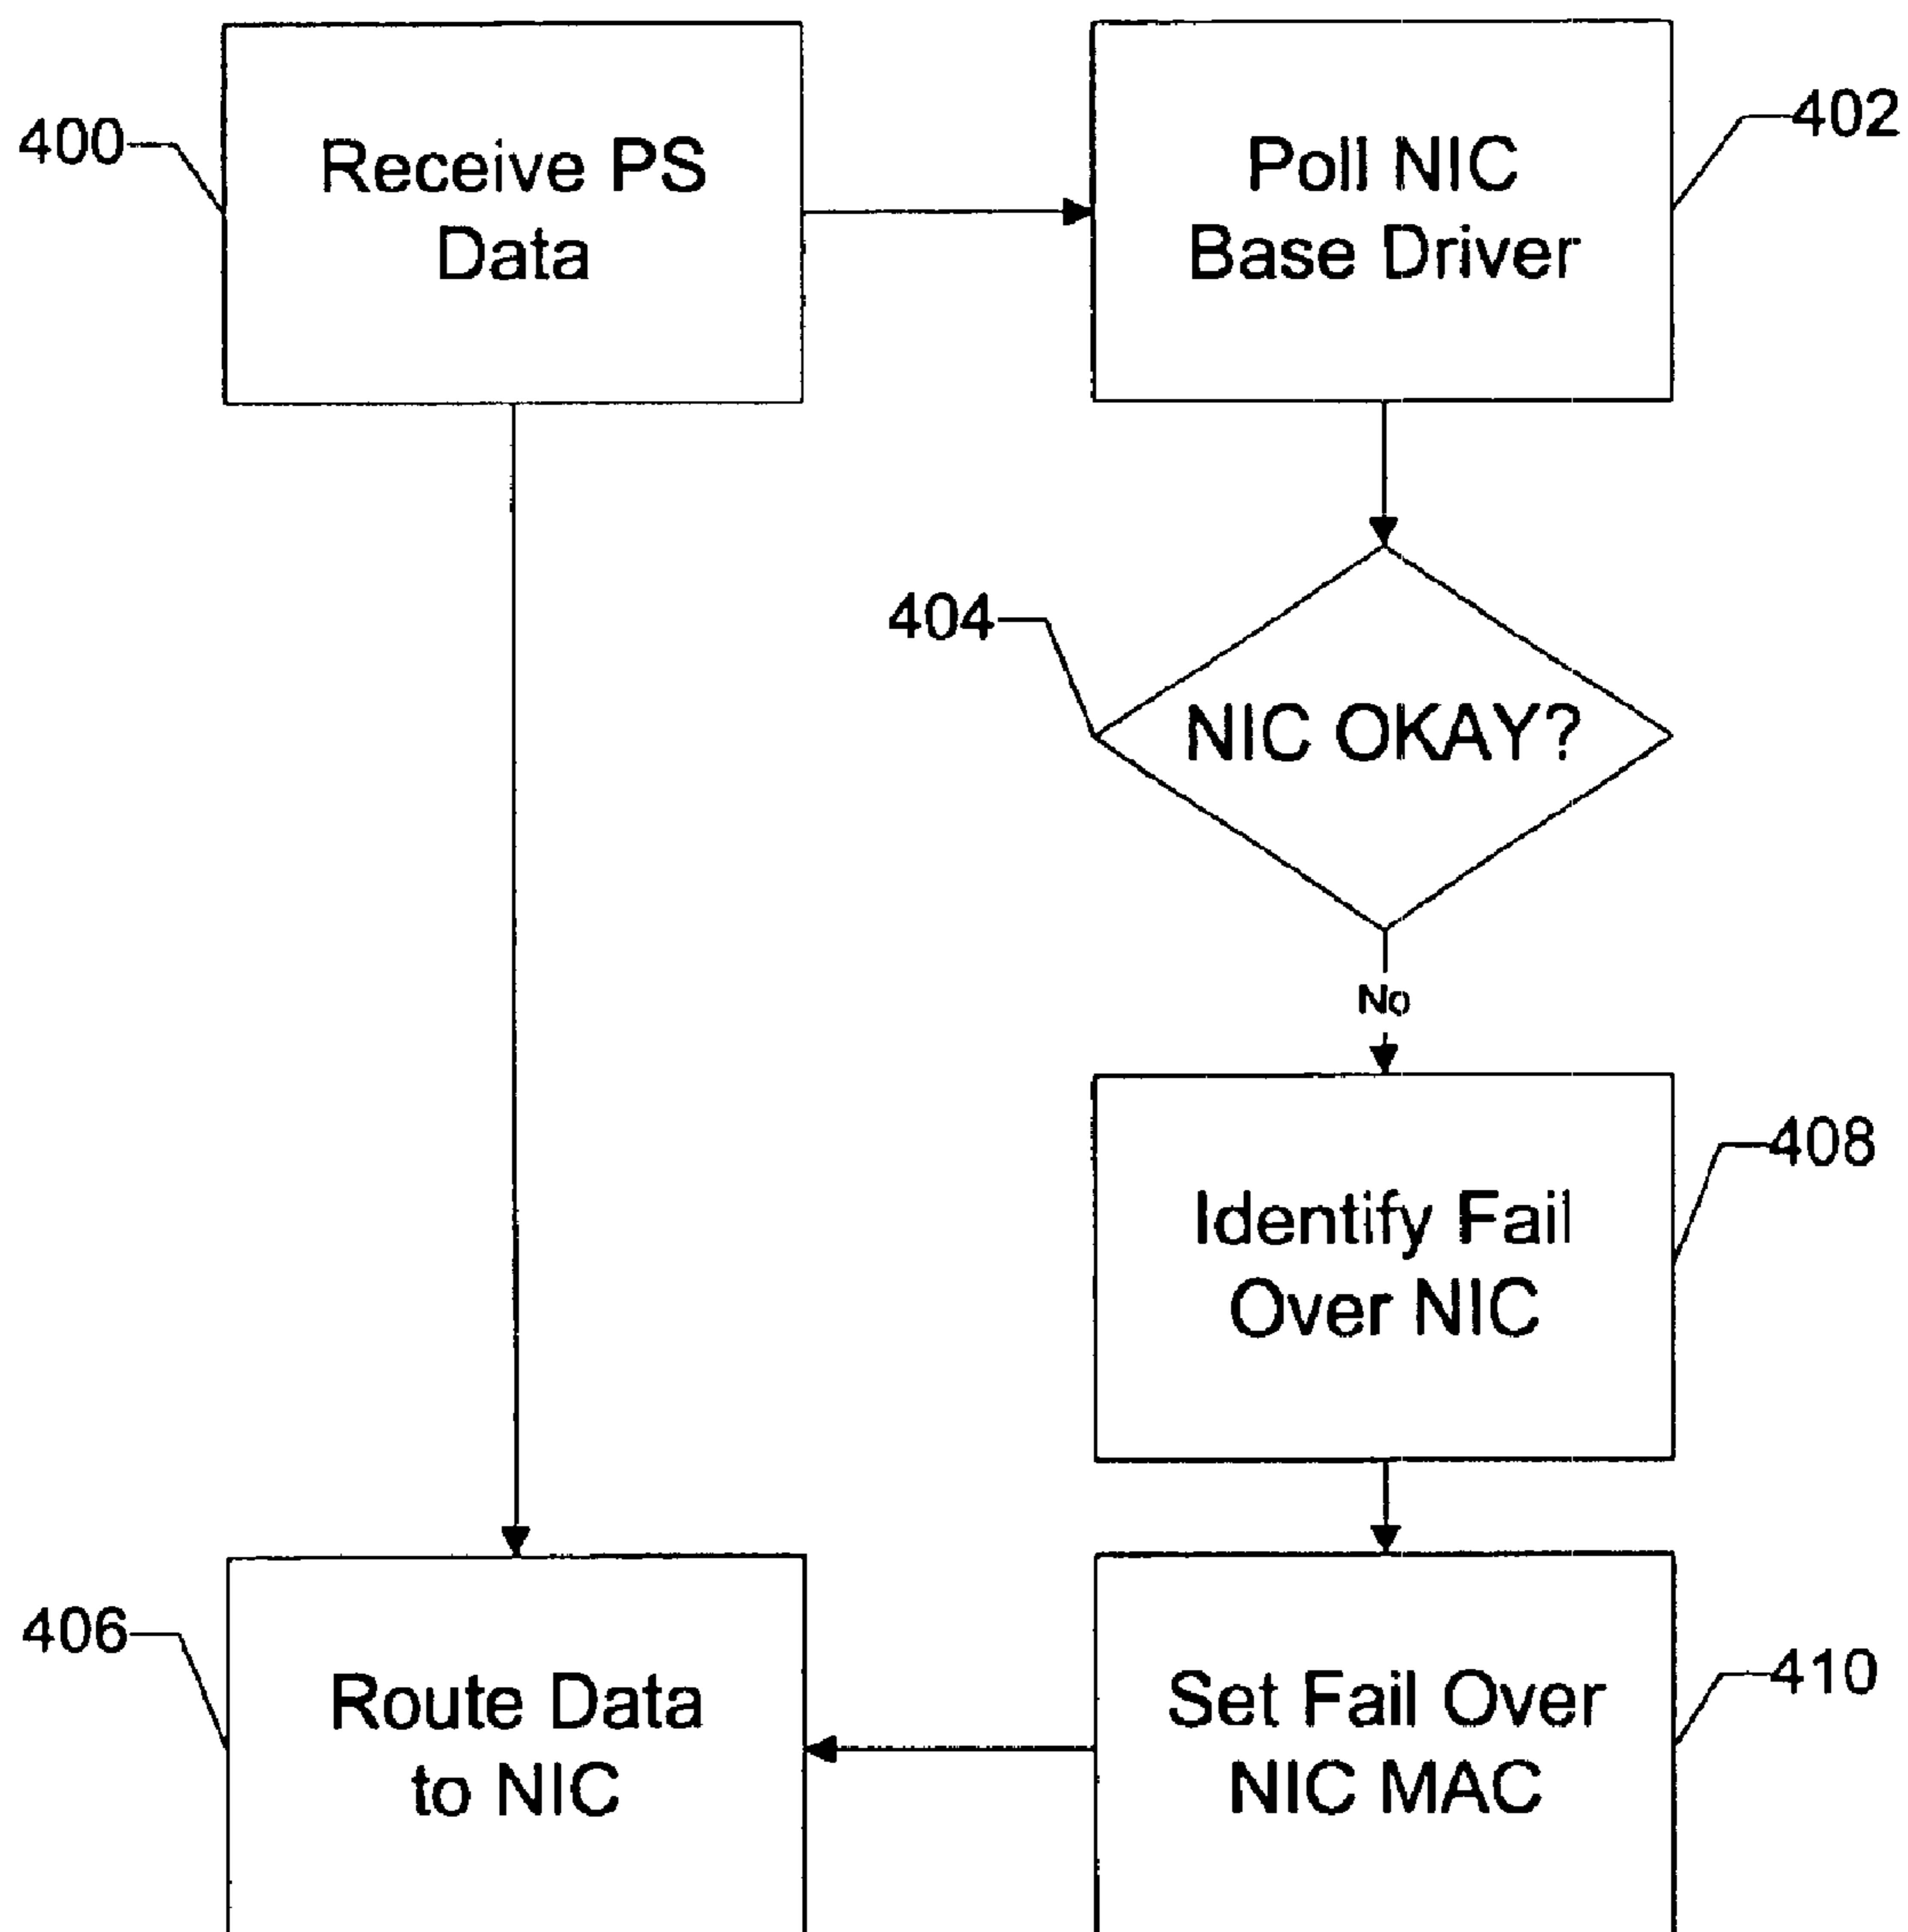 400
Receive PS
Data
Poll NIC
Base Driver
402
404
NIC OKAY?
No
408
Identify Fail
Over NIC
406
Route Data
to NIC
Set Fail Over
NIC MAC
410